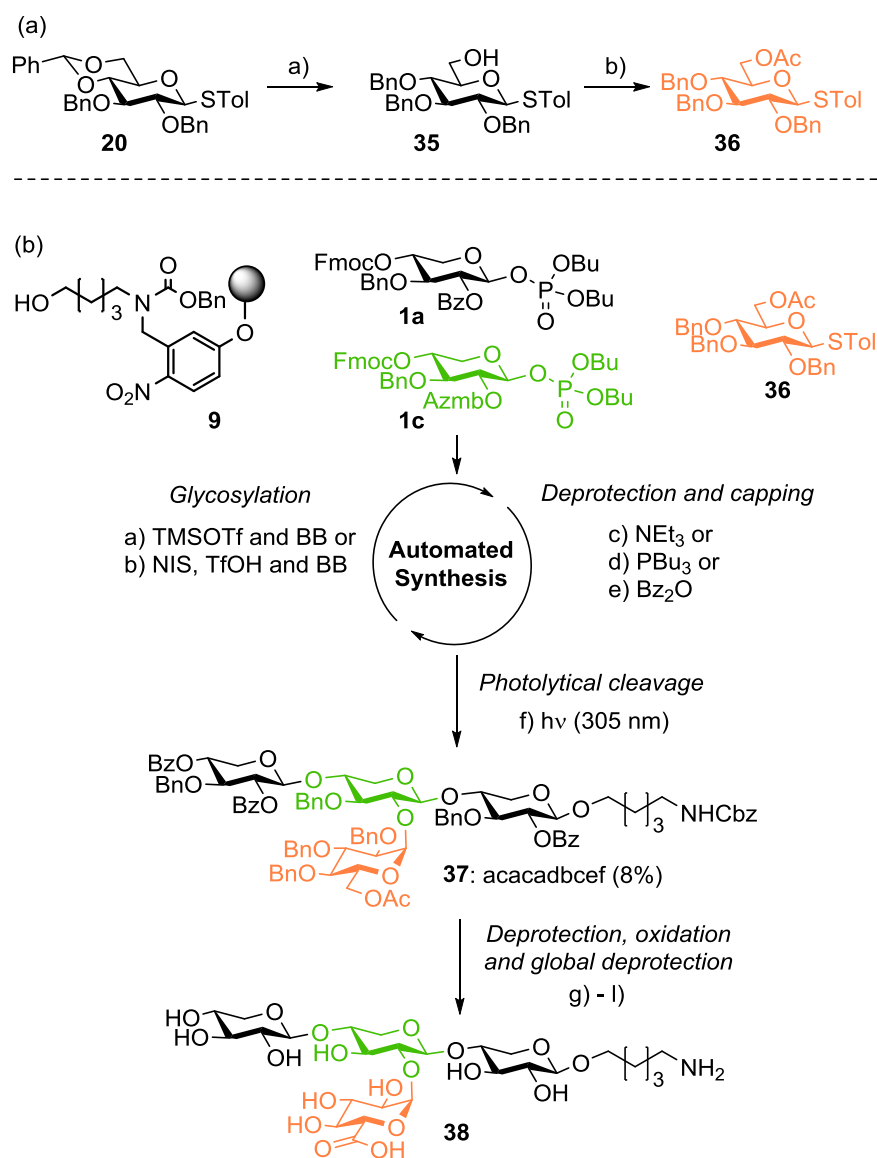 (a)
Ph O O O STol
BnO OBn
20
a)
OH
BnO O
BnO STol
OBn
35
b)
OAc
BnO O
BnO STol
OBn
36
(b)
HO ( )3 N O OBn
O
NO2
9
FmocO O O OBu
BnO BzO P OBu
O
1a
FmocO O O OBu
BnO AzmbO P OBu
O
1c
OAc
BnO O
BnO STol
OBn
36
Glycosylation
a) TMSOTf and BB or
b) NIS, TfOH and BB
Automated
Synthesis
Deprotection and capping
c) NEt3 or
d) PBu3 or
e) Bz2O
Photolytical cleavage
f) hν (305 nm)
BzO O O O O O O ( )3 NHCbz
BnO OBz BnO O BnO OBz
BnO BnO
BnO O
OAc
37: acacadbcef (8%)
Deprotection, oxidation
and global deprotection
g) - l)
HO O O O O O O ( )3 NH2
HO OH HO O HO OH
HO HO
HO O
O OH
38